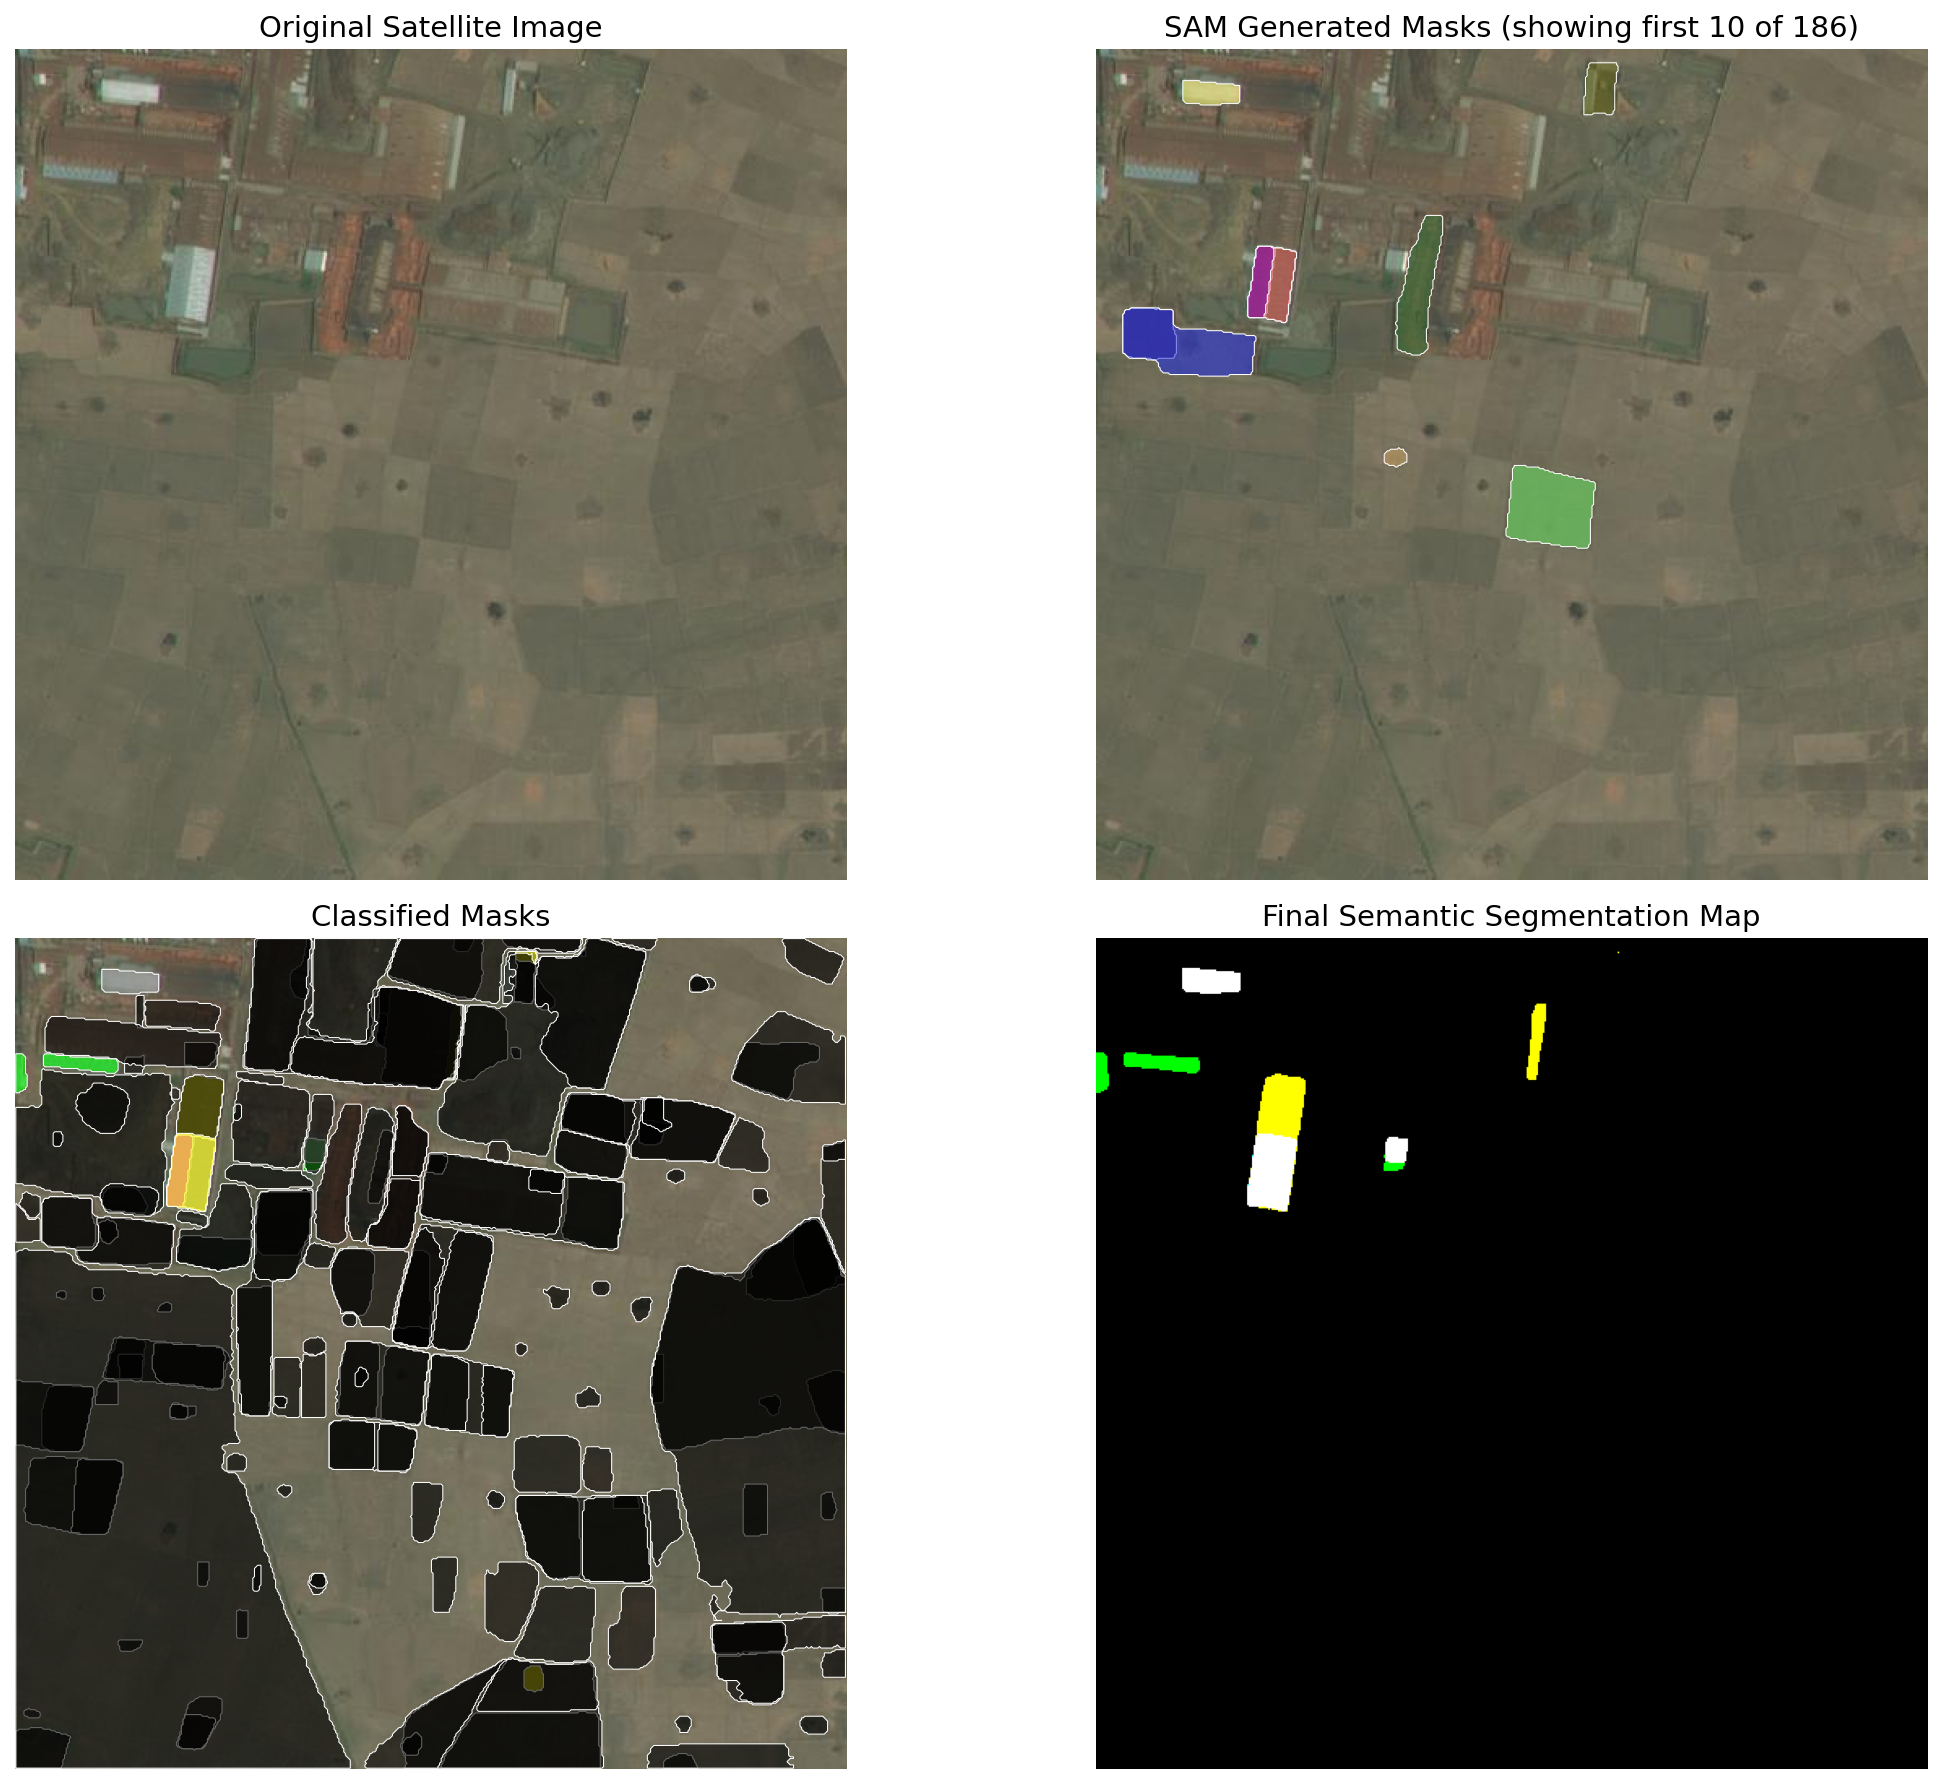 Original Satellite Image
SAM Generated Masks (showing first 10 of 186)
Classified Masks
Final Semantic Segmentation Map